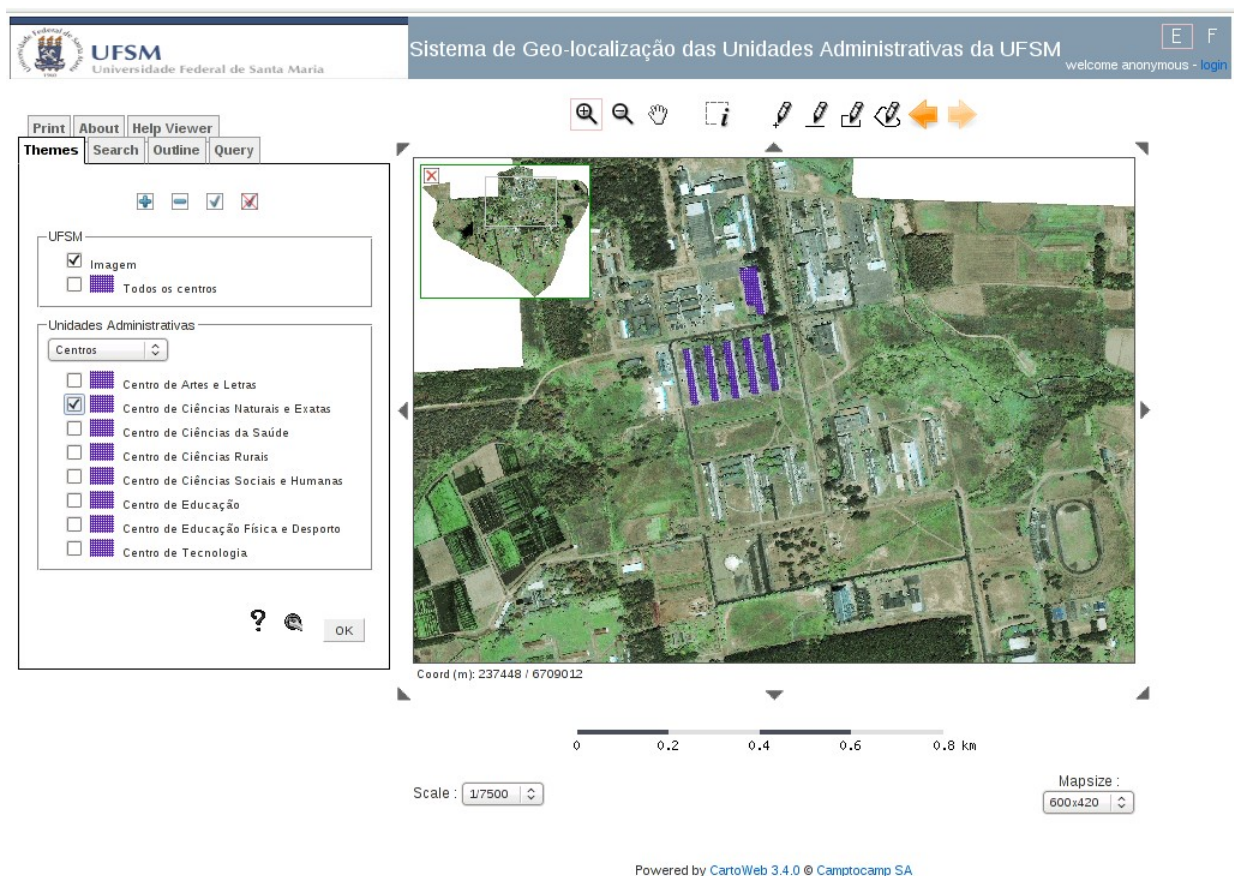 UFSM
Universidade Federal de Santa Maria
Sistema de Geo-localização das Unidades Administrativas da UFSM
E F
welcome anonymous - login
Print About Help Viewer
Themes Search Outline Query
UFSM
Imagem
Todos os centros
Unidades Administrativas
Centros
Centro de Artes e Letras
Centro de Ciências Naturais e Exatas
Centro de Ciências da Saúde
Centro de Ciências Rurais
Centro de Ciências Sociais e Humanas
Centro de Educação
Centro de Educação Física e Desporto
Centro de Tecnologia
? OK
Coord (m): 237448 / 6709012
0 0.2 0.4 0.6 0.8 km
Scale : 1/7500
Mapsize :
600x420
Powered by CartoWeb 3.4.0 © Camptocamp SA